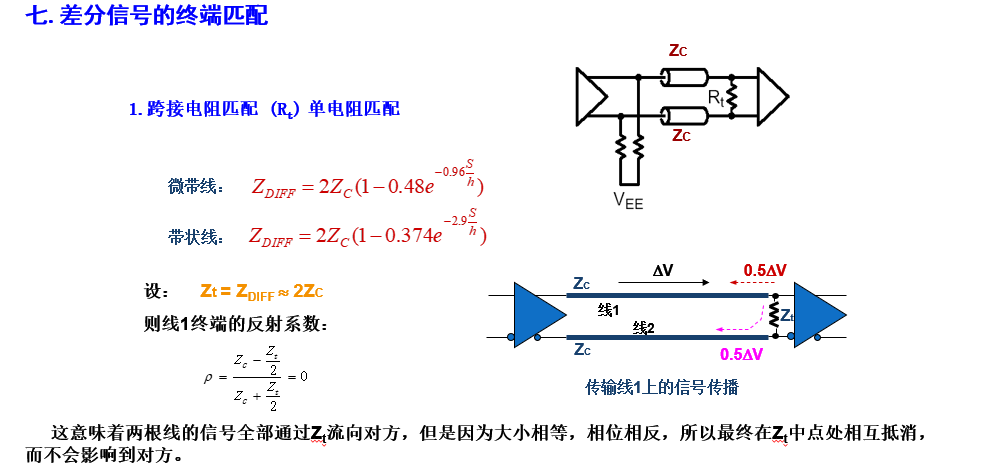 七. 差分信号的终端匹配
1. 跨接电阻匹配 (Rt) 单电阻匹配
ZC
Rt
ZC
VEE
微带线： ZDIFF = 2ZC(1−0.48e^(−0.96 S/h))
带状线： ZDIFF = 2ZC(1−0.374e^(−2.9 S/h))
设： Zt = ZDIFF ≈ 2ZC
则线1终端的反射系数：
ρ = (Zc − Zt/2)/(Zc + Zt/2) = 0
ZC ΔV 0.5ΔV
线1
Zt
线2
ZC 0.5ΔV
传输线1上的信号传播
这意味着两根线的信号全部通过Zt流向对方，但是因为大小相等，相位相反，所以最终在Zt中点处相互抵消，
而不会影响到对方。